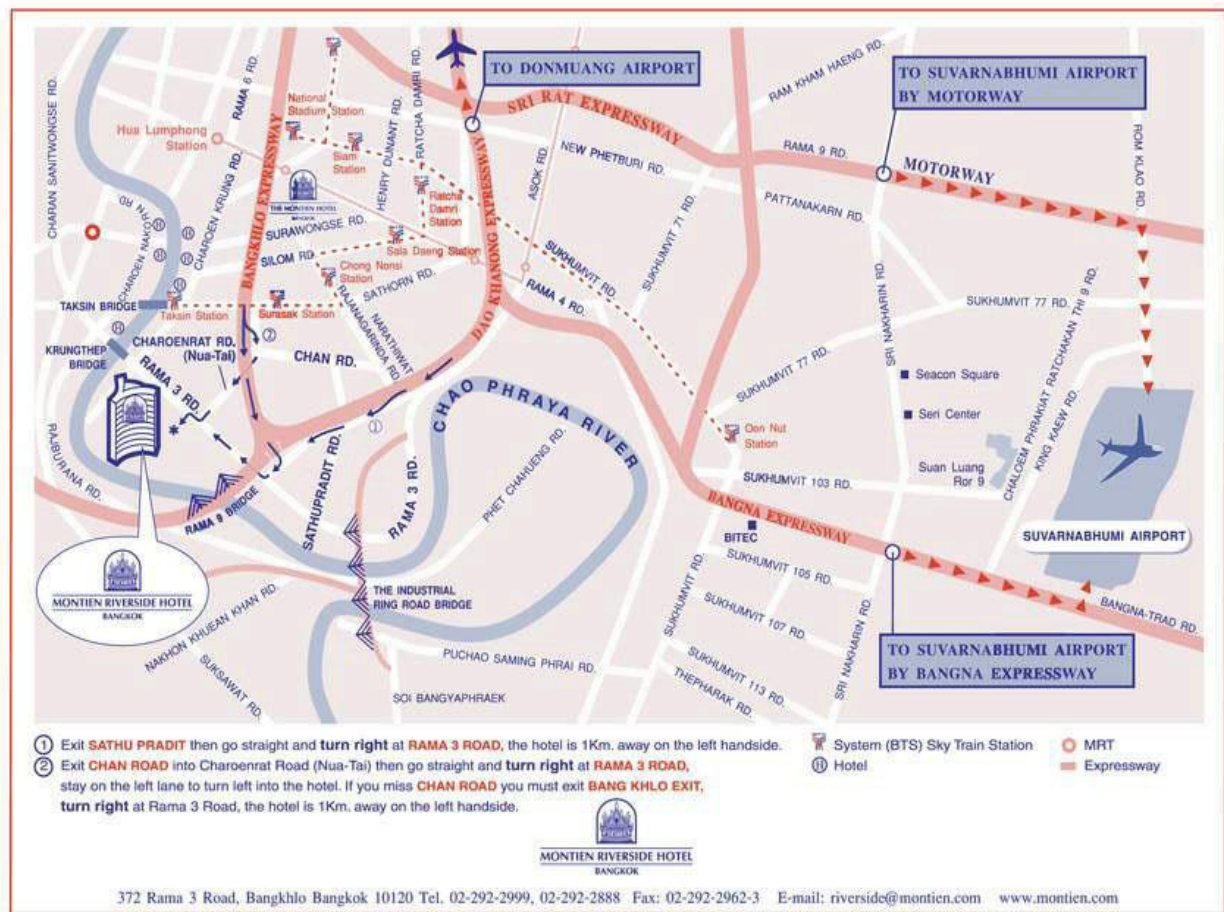 TO DONMUANG AIRPORT
TO SUVARNABHUMI AIRPORT
BY MOTORWAY
RAM KHAM HAENG RD.
ROM KLAO RD.
CHARAN SANITWONGSE RD.
RAMA 6 RD.
BANGKHLO EXPRESSWAY
National
Stadium Station
HENRY DUNANT RD.
RATCHA DAMRI RD.
SRI RAT EXPRESSWAY
Hua Lumphong
Station
Siam
Station
NEW PHETBURI RD.
RAMA 9 RD.
MOTORWAY
ASOK RD.
CHAROEN KRUNG RD.
THE MONTIEN HOTEL
BANGKOK
Ratcha
Damri
Station
PATTANAKARN RD.
CHAROEN NAKORN RD.
SURAWONGSE RD.
Sala Daeng Station
SUKHUMVIT 71 RD.
SILOM RD.
Chong Nonsi
Station
SATHORN RD.
SUKHUMVIT RD.
DAO KHANONG EXPRESSWAY
RAMA 4 RD.
SRI NAKHARIN RD.
SUKHUMVIT 77 RD.
TAKSIN BRIDGE
Taksin Station
Surasak Station
NARATHIWAT
RAJANAGARINDA RD.
KRUNGTHEP
BRIDGE
CHAROENRAT RD.
(Nua-Tai)
2
CHAN RD.
RAMA 3 RD.
CHAO PHRAYA RIVER
SUKHUMVIT 77 RD.
Seacon Square
Seri Center
CHALOEM PHRAKIAT RATCHAKAN THI 9 RD.
KING KAEW RD.
1
Oon Nut
Station
Suan Luang
Ror 9
RAJBURANA RD.
RAMA 9 BRIDGE
SATHUPRADIT RD.
RAMA 3 RD.
PHET CHAHUENG RD.
SUKHUMVIT 103 RD.
BANGNA EXPRESSWAY
BITEC
SUVARNABHUMI AIRPORT
MONTIEN RIVERSIDE HOTEL
BANGKOK
THE INDUSTRIAL
RING ROAD BRIDGE
SUKHUMVIT 105 RD.
SUKHUMVIT RD.
SUKHUMVIT 107 RD.
BANGNA-TRAD RD.
NAKHON KHUEAN KHAN RD.
SUKSAWAT RD.
PUCHAO SAMING PHRAI RD.
SUKHUMVIT 113 RD.
THEPHARAK RD.
SRI NAKHARIN RD.
TO SUVARNABHUMI AIRPORT
BY BANGNA EXPRESSWAY
SOI BANGYAPHRAEK
1 Exit SATHU PRADIT then go straight and turn right at RAMA 3 ROAD, the hotel is 1Km. away on the left handside.
2 Exit CHAN ROAD into Charoenrat Road (Nua-Tai) then go straight and turn right at RAMA 3 ROAD,
stay on the left lane to turn left into the hotel. If you miss CHAN ROAD you must exit BANG KHLO EXIT,
turn right at Rama 3 Road, the hotel is 1Km. away on the left handside.
System (BTS) Sky Train Station
MRT
H Hotel
Expressway
MONTIEN RIVERSIDE HOTEL
BANGKOK
372 Rama 3 Road, Bangkhlo Bangkok 10120 Tel. 02-292-2999, 02-292-2888 Fax: 02-292-2962-3 E-mail: riverside@montien.com www.montien.com